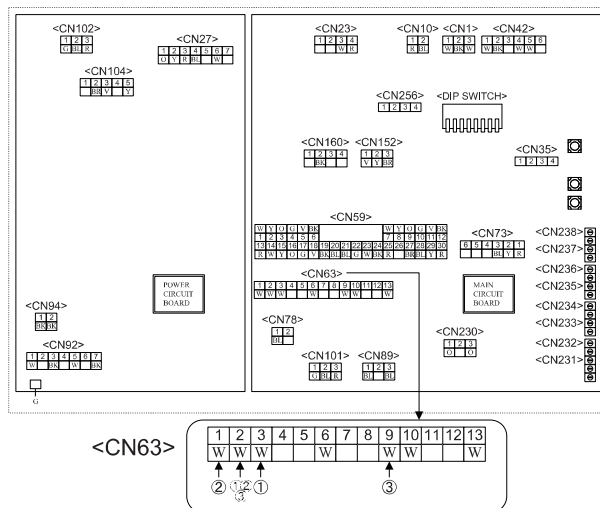 <CN102>
1 2 3
G BL R
<CN27>
1 2 3 4 5 6 7
O Y R BL W
<CN104>
1 2 3 4 5
BR V Y
POWER
CIRCUIT
BOARD
<CN94>
1 2
BK BK
<CN92>
1 2 3 4 5 6 7
W BK W BK
G
<CN23>
1 2 3 4
W R
<CN10>
1 2
R BL
<CN1>
1 2 3
W BK W
<CN42>
1 2 3 4 5 6
W W
<CN256>
1 2 3 4
<DIP SWITCH>
<CN160>
1 2 3 4
BK
<CN152>
1 2 3
V Y BR
<CN35>
1 2 3 4
<CN59>
W Y O G V BK W Y O G V BK
1 2 3 4 5 6 7 8 9 10 11 12
13 14 15 16 17 18 19 20 21 22 23 24 25 26 27 28 29 30
R W Y O G V BK BL BL G W BK R BR BL Y R
<CN73>
6 5 4 3 2 1
BL Y R
<CN63>
1 2 3 4 5 6 7 8 9 10 11 12 13
W W W W W W W
MAIN
CIRCUIT
BOARD
<CN78>
1 2
BL
<CN230>
1 2 3
O O
<CN101>
1 2 3
G BL R
<CN89>
1 2 3
BL BL
<CN238>
<CN237>
<CN236>
<CN235>
<CN234>
<CN233>
<CN232>
<CN231>
<CN63>
1 2 3 4 5 6 7 8 9 10 11 12 13
W W W W W W W
② ①② ① ③
③